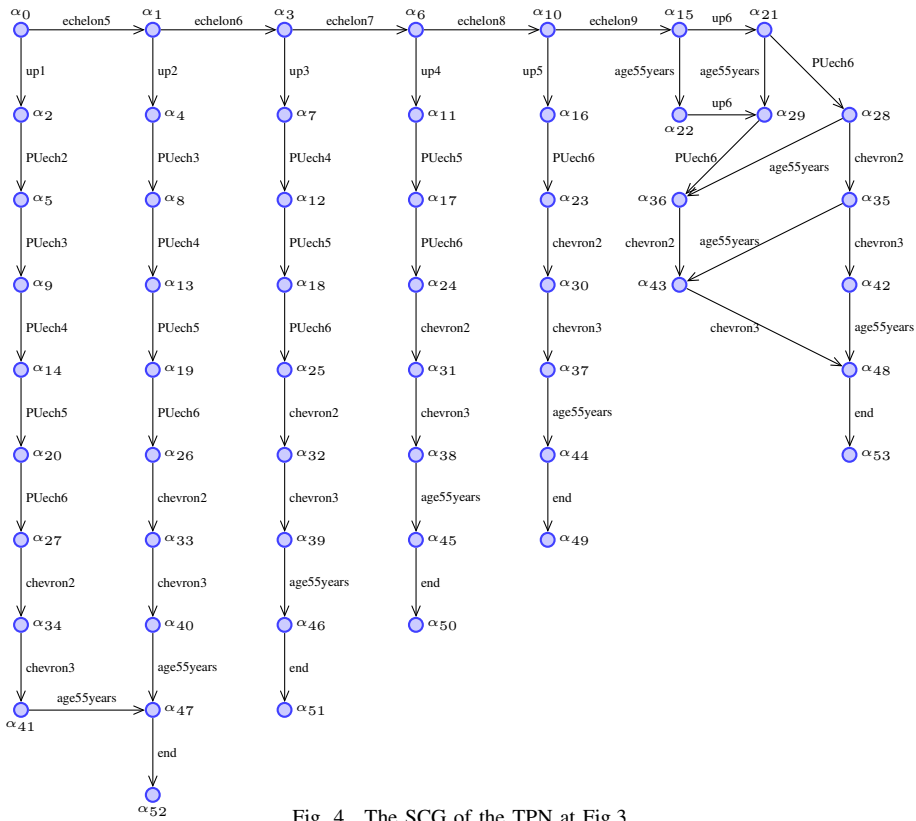 α0 echelon5 α1 echelon6 α3 echelon7 α6 echelon8 α10 echelon9 α15 up6 α21
up1 up2 up3 up4 up5 age55years age55years PUech6
α2 α4 α7 α11 α16 α22 up6 α29 α28
PUech2 PUech3 PUech4 PUech5 PUech6 PUech6 age55years chevron2
α5 α8 α12 α17 α23 α36 α35
PUech3 PUech4 PUech5 PUech6 chevron2 chevron2 age55years chevron3
α9 α13 α18 α24 α30 α43 α42
PUech4 PUech5 PUech6 chevron2 chevron3 chevron3 age55years
α14 α19 α25 α31 α37 α48
PUech5 PUech6 chevron2 chevron3 age55years end
α20 α26 α32 α38 α44 α53
PUech6 chevron2 chevron3 age55years end
α27 α33 α39 α45 α49
chevron2 chevron3 age55years end
α34 α40 α46 α50
chevron3 age55years end
α41 age55years α47 α51
end
α52
Fig. 4. The SCG of the TPN at Fig.3